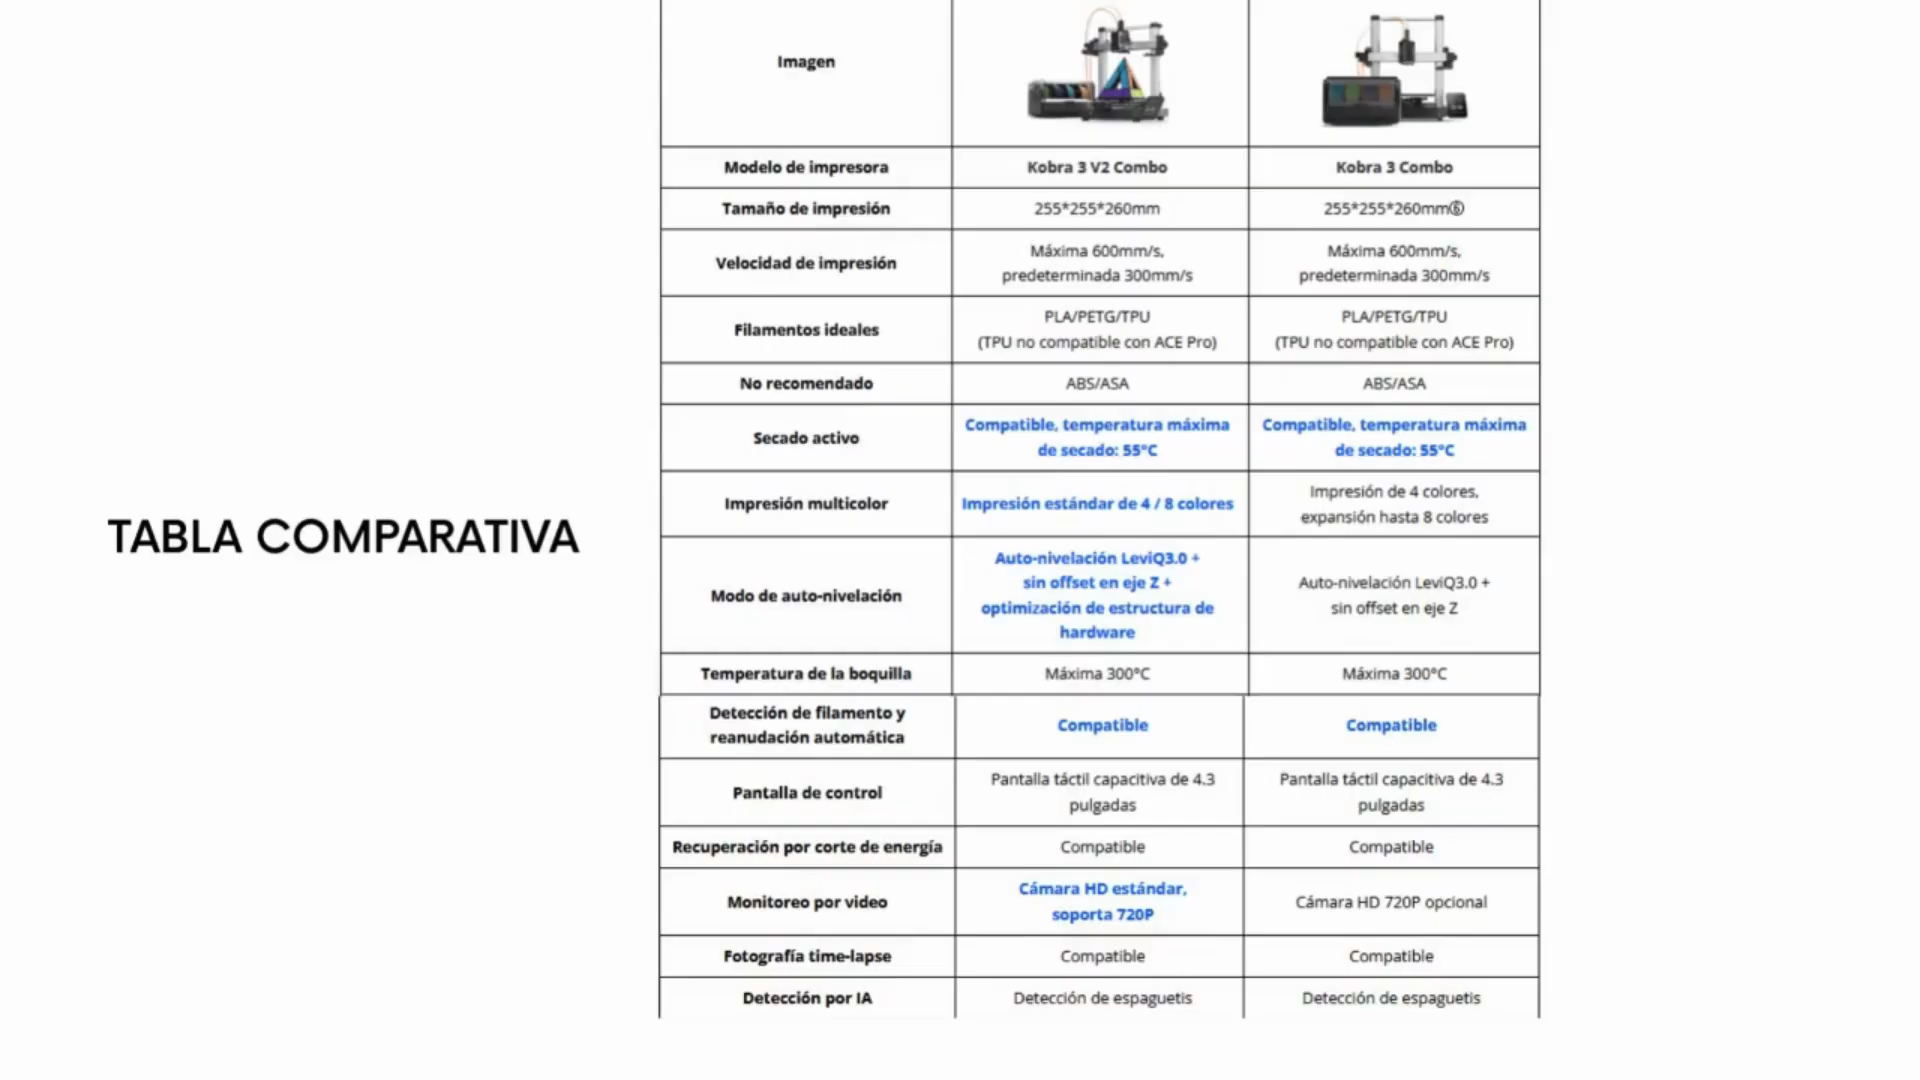 TABLA COMPARATIVA
Imagen
Modelo de impresora
Kobra 3 V2 Combo
Kobra 3 Combo
Tamaño de impresión
255*255*260mm
255*255*260mm⑥
Velocidad de impresión
Máxima 600mm/s,
predeterminada 300mm/s
Máxima 600mm/s,
predeterminada 300mm/s
Filamentos ideales
PLA/PETG/TPU
(TPU no compatible con ACE Pro)
PLA/PETG/TPU
(TPU no compatible con ACE Pro)
No recomendado
ABS/ASA
ABS/ASA
Secado activo
Compatible, temperatura máxima
de secado: 55°C
Compatible, temperatura máxima
de secado: 55°C
Impresión multicolor
Impresión estándar de 4 / 8 colores
Impresión de 4 colores,
expansión hasta 8 colores
Modo de auto-nivelación
Auto-nivelación LeviQ3.0 +
sin offset en eje Z +
optimización de estructura de
hardware
Auto-nivelación LeviQ3.0 +
sin offset en eje Z
Temperatura de la boquilla
Máxima 300°C
Máxima 300°C
Detección de filamento y
reanudación automática
Compatible
Compatible
Pantalla de control
Pantalla táctil capacitiva de 4.3
pulgadas
Pantalla táctil capacitiva de 4.3
pulgadas
Recuperación por corte de energía
Compatible
Compatible
Monitoreo por video
Cámara HD estándar,
soporta 720P
Cámara HD 720P opcional
Fotografía time-lapse
Compatible
Compatible
Detección por IA
Detección de espaguetis
Detección de espaguetis